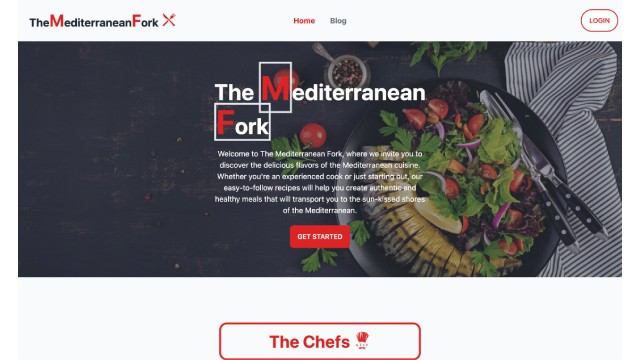 TheMediterraneanFork
Home
Blog
LOGIN
The Mediterranean
Fork
Welcome to The Mediterranean Fork, where we invite you to
discover the delicious flavors of the Mediterranean cuisine.
Whether you're an experienced cook or just starting out, our
easy-to-follow recipes will help you create authentic and
healthy meals that will transport you to the sun-kissed shores
of the Mediterranean.
GET STARTED
The Chefs